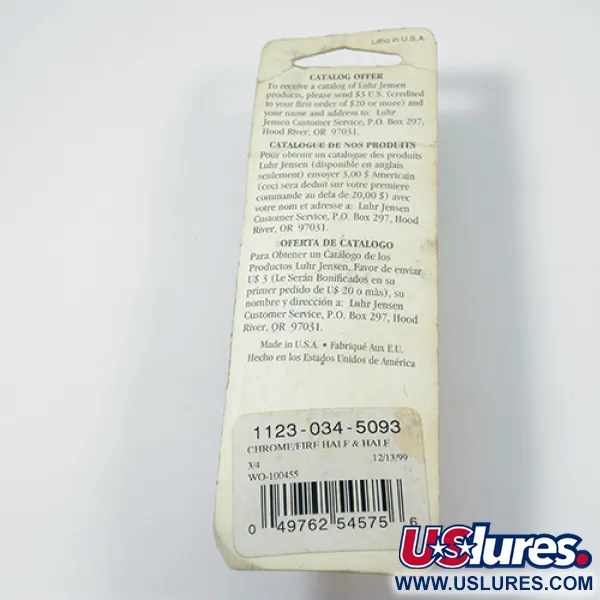 Litho in U.S.A.
CATALOG OFFER
To receive a catalog of Luhr Jensen
products, please send $3 U.S. (credited
to your first order of $20 or more) and
your name and address to: Luhr
Jensen Customer Service, P.O. Box 297,
Hood River, OR 97031.
CATALOGUE DE NOS PRODUITS
Pour obtenir un catalogue des produits
Luhr Jensen (disponible en anglais
seulement) envoyer 3,00 $ Americain
(ceci sera deduit sur votre premiere
commande au dela de 20,00 $) avec
votre nom et adresse a: Luhr Jensen
Customer Service, P.O. Box 297, Hood
River, OR 97031.
OFERTA DE CATALOGO
Para Obtener un Catálogo de los
Productos Luhr Jensen, Favor de enviar
U$ 3 (Le Serán Bonificados en su
primer pedido de U$ 20 o màs), su
nombre y dirección a: Luhr Jensen
Customer Service, P.O. Box 297, Hood
River, OR 97031.
Made in U.S.A. • Fabriqué Aux E.U.
Hecho en los Estados Unidos de América
1123-034-5093
CHROME/FIRE HALF & HALF
3/4 12/13/99
WO-100455
0 49762 54575 6
USlures.
WWW.USLURES.COM